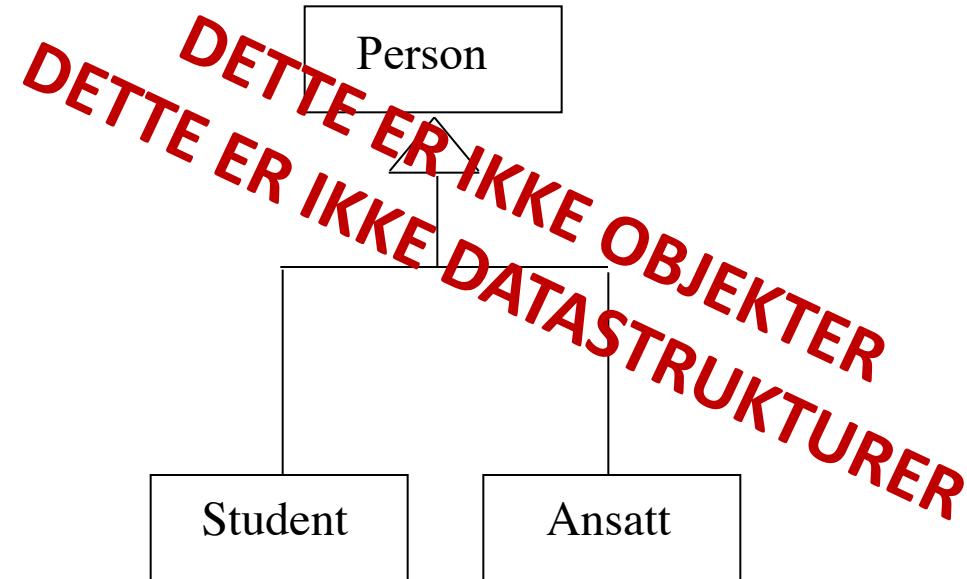 Person
DETTE ER IKKE OBJEKTER
DETTE ER IKKE DATASTRUKTURER
Student
Ansatt